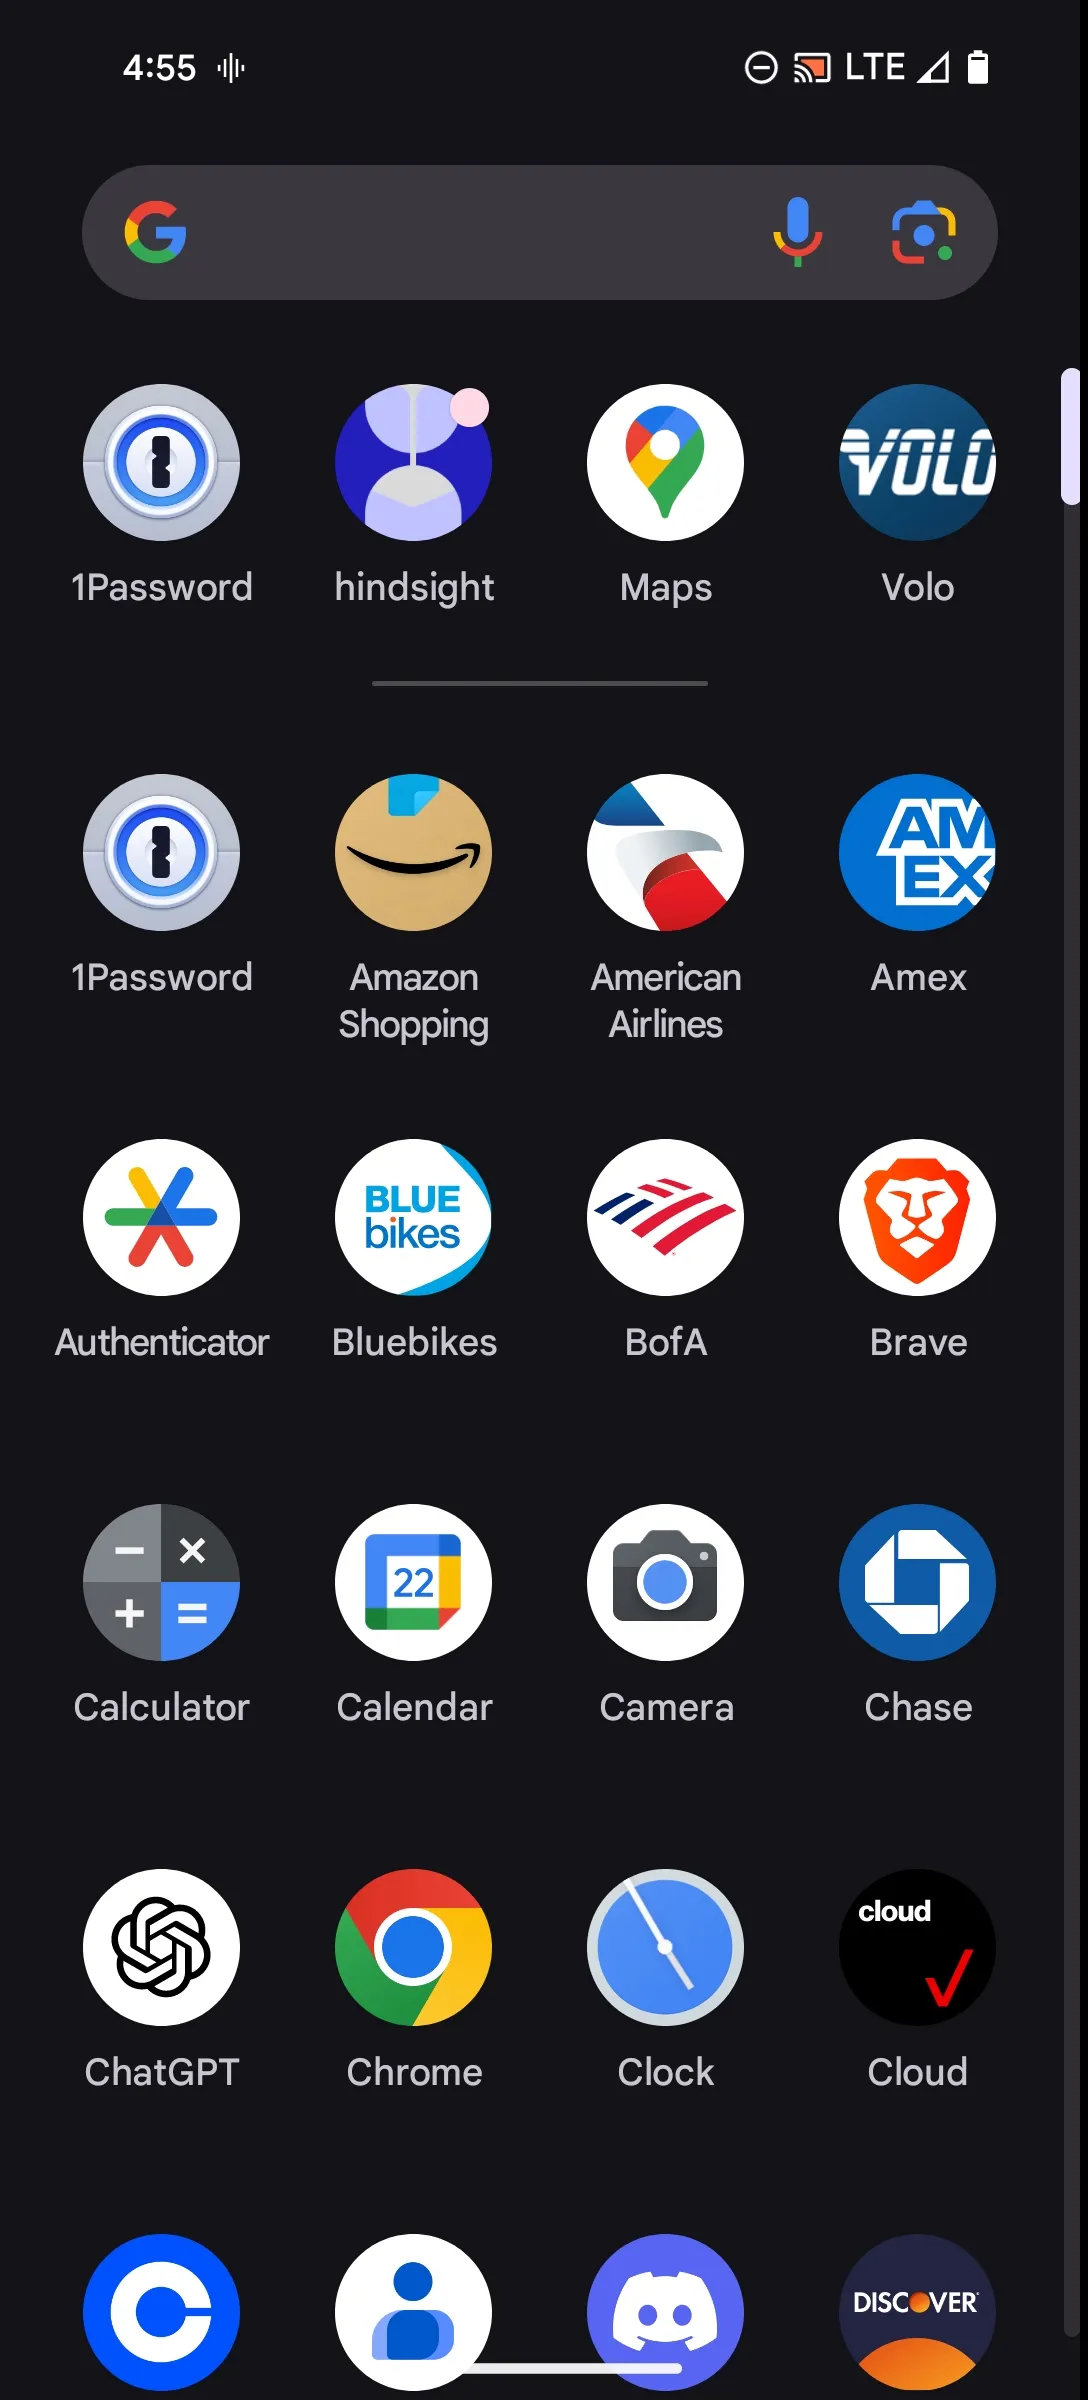 4:55 LTE
1Password hindsight Maps Volo
VOLO
1Password Amazon Shopping American Airlines Amex
AM
EX
BLUE
bikes
Authenticator Bluebikes BofA Brave
22
Calculator Calendar Camera Chase
cloud
ChatGPT Chrome Clock Cloud
DISCOVER